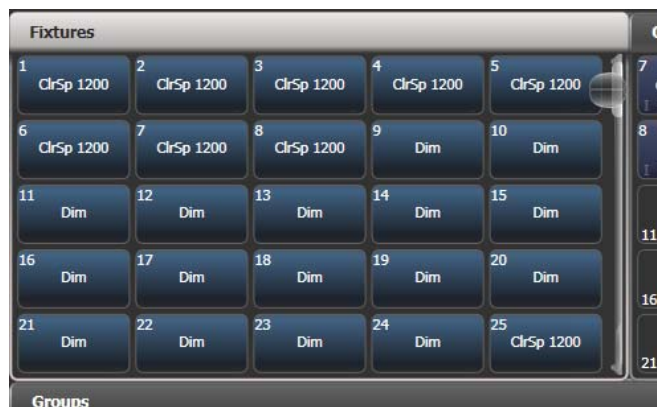 Fixtures
1 2 3 4 5 7
ClrSp 1200 ClrSp 1200 ClrSp 1200 ClrSp 1200 ClrSp 1200
6 7 8 9 10 8
ClrSp 1200 ClrSp 1200 ClrSp 1200 Dim Dim
11 12 13 14 15
Dim Dim Dim Dim Dim
11
16 17 18 19 20
Dim Dim Dim Dim Dim
16
21 22 23 24 25
Dim Dim Dim Dim ClrSp 1200
21
Groups